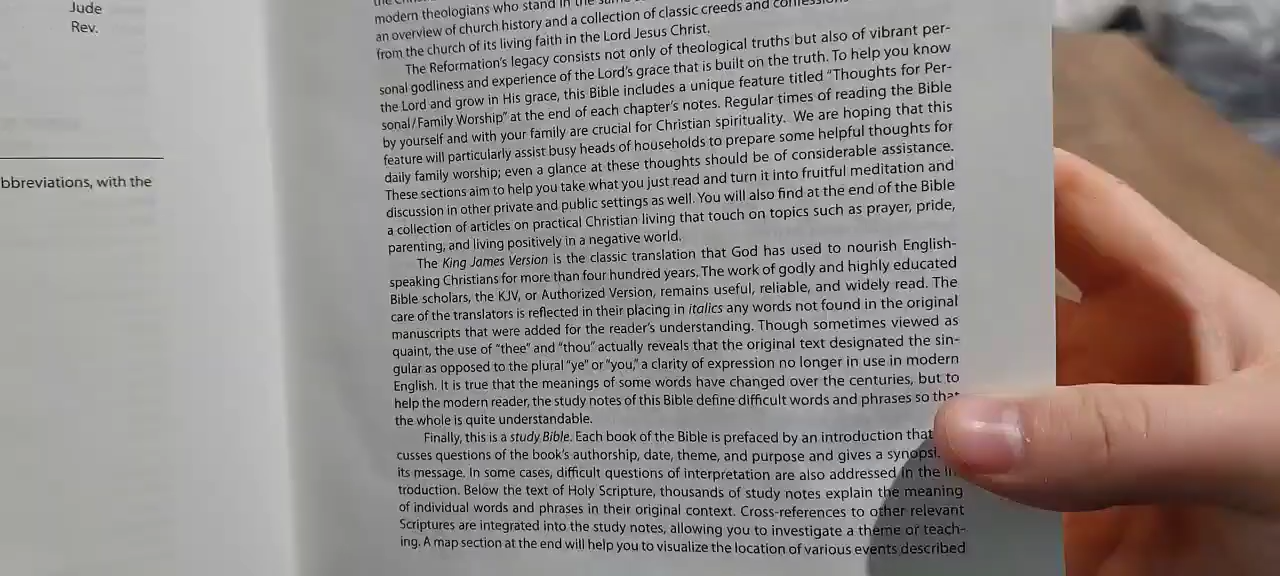 Jude
Rev.
bbreviations, with the
modern theologians who stand in the same
an overview of church history and a collection of classic creeds and confessions
from the church of its living faith in the Lord Jesus Christ.
The Reformation's legacy consists not only of theological truths but also of vibrant per-
sonal godliness and experience of the Lord's grace that is built on the truth. To help you know
the Lord and grow in His grace, this Bible includes a unique feature titled "Thoughts for Per-
sonal/Family Worship" at the end of each chapter's notes. Regular times of reading the Bible
by yourself and with your family are crucial for Christian spirituality. We are hoping that this
feature will particularly assist busy heads of households to prepare some helpful thoughts for
daily family worship; even a glance at these thoughts should be of considerable assistance.
These sections aim to help you take what you just read and turn it into fruitful meditation and
discussion in other private and public settings as well. You will also find at the end of the Bible
a collection of articles on practical Christian living that touch on topics such as prayer, pride,
parenting, and living positively in a negative world.
The King James Version is the classic translation that God has used to nourish English-
speaking Christians for more than four hundred years. The work of godly and highly educated
Bible scholars, the KJV, or Authorized Version, remains useful, reliable, and widely read. The
care of the translators is reflected in their placing in italics any words not found in the original
manuscripts that were added for the reader's understanding. Though sometimes viewed as
quaint, the use of "thee" and "thou" actually reveals that the original text designated the sin-
gular as opposed to the plural "ye" or "you," a clarity of expression no longer in use in modern
English. It is true that the meanings of some words have changed over the centuries, but to
help the modern reader, the study notes of this Bible define difficult words and phrases so that
the whole is quite understandable.
Finally, this is a study Bible. Each book of the Bible is prefaced by an introduction that
cusses questions of the book's authorship, date, theme, and purpose and gives a synopsi
its message. In some cases, difficult questions of interpretation are also addressed in the in-
troduction. Below the text of Holy Scripture, thousands of study notes explain the meaning
of individual words and phrases in their original context. Cross-references to other relevant
Scriptures are integrated into the study notes, allowing you to investigate a theme or teach-
ing. A map section at the end will help you to visualize the location of various events described